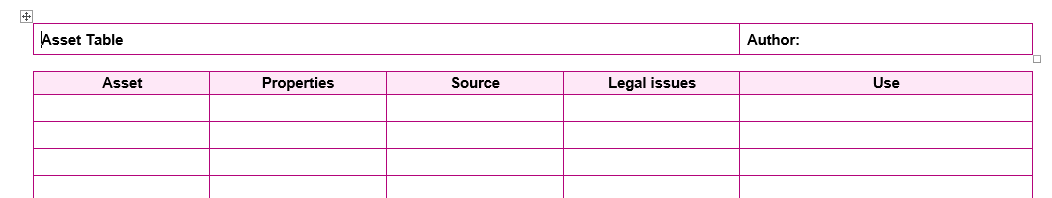 Asset Table Author:
Asset Properties Source Legal issues Use